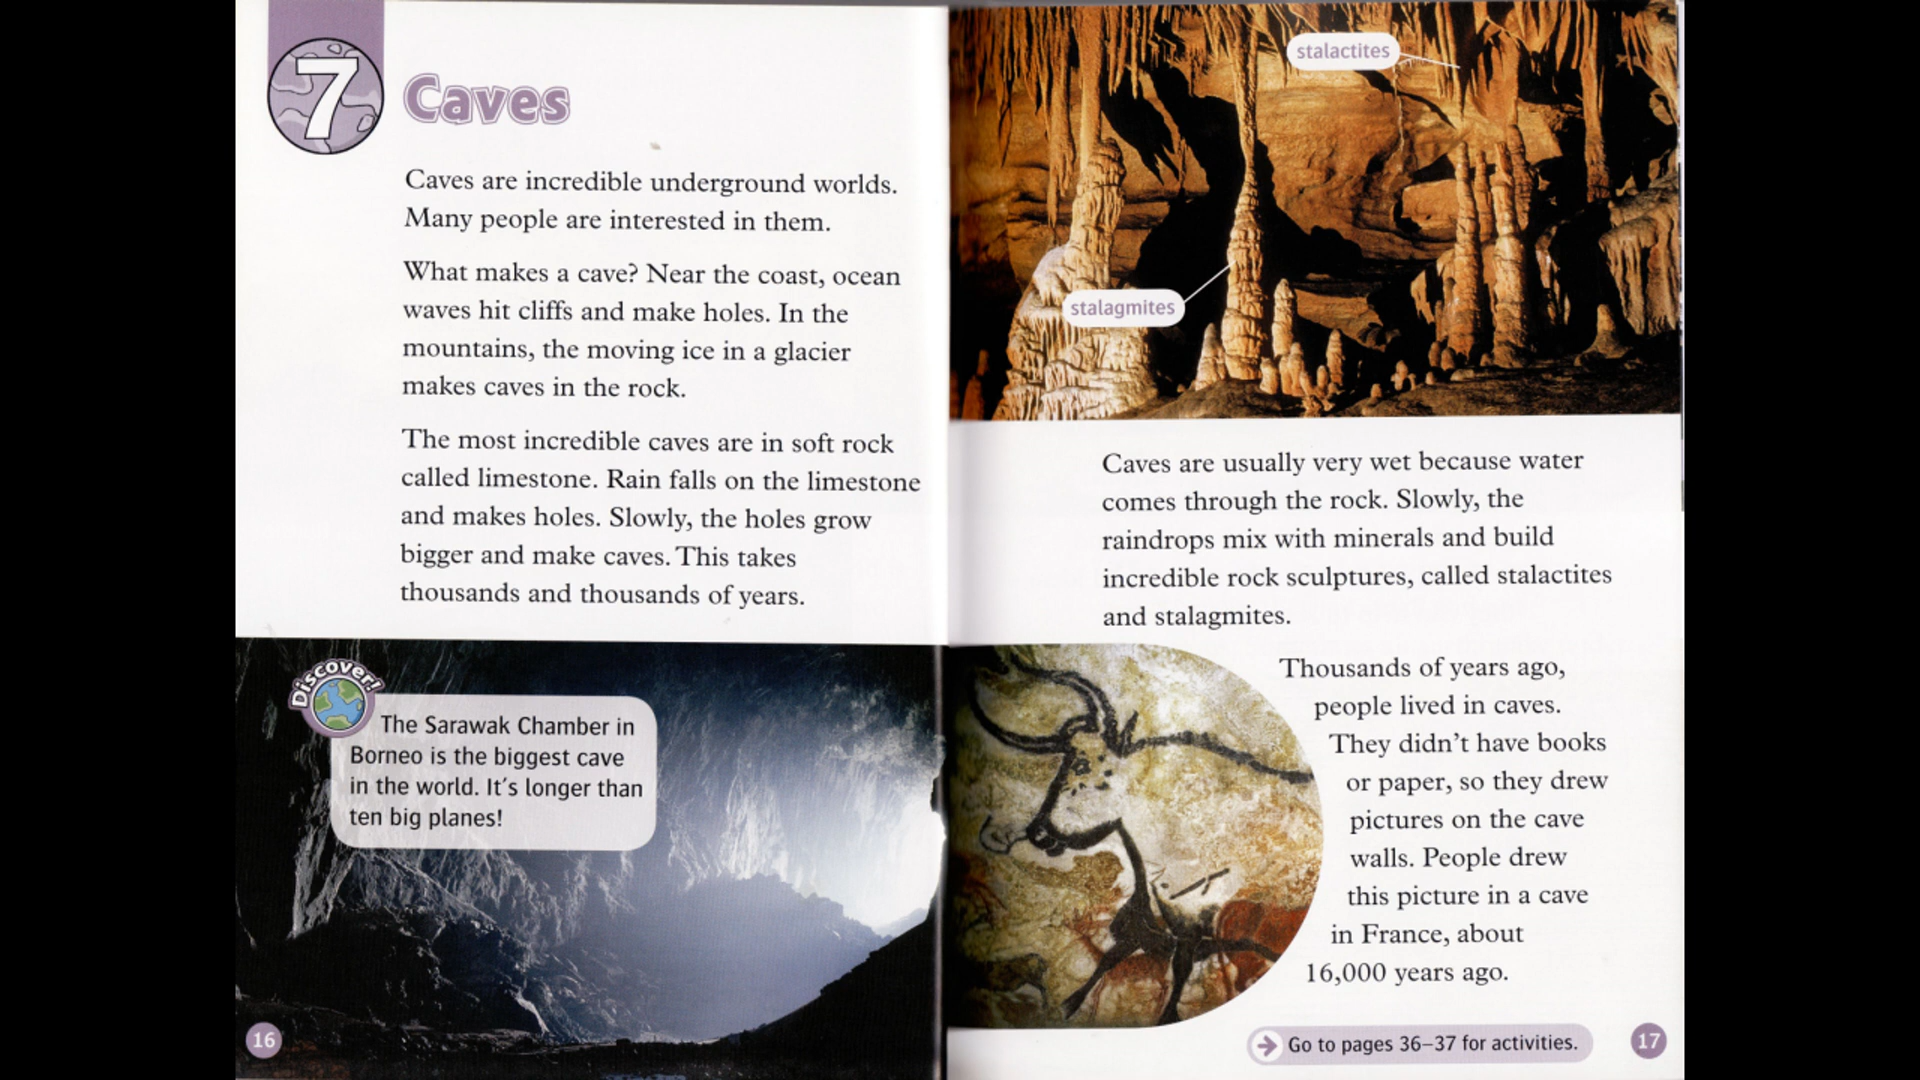 7
Caves
Caves are incredible underground worlds.
Many people are interested in them.
What makes a cave? Near the coast, ocean
waves hit cliffs and make holes. In the
mountains, the moving ice in a glacier
makes caves in the rock.
The most incredible caves are in soft rock
called limestone. Rain falls on the limestone
and makes holes. Slowly, the holes grow
bigger and make caves. This takes
thousands and thousands of years.
Discover!
The Sarawak Chamber in
Borneo is the biggest cave
in the world. It's longer than
ten big planes!
16
stalactites
stalagmites
Caves are usually very wet because water
comes through the rock. Slowly, the
raindrops mix with minerals and build
incredible rock sculptures, called stalactites
and stalagmites.
Thousands of years ago,
people lived in caves.
They didn't have books
or paper, so they drew
pictures on the cave
walls. People drew
this picture in a cave
in France, about
16,000 years ago.
Go to pages 36–37 for activities.
17